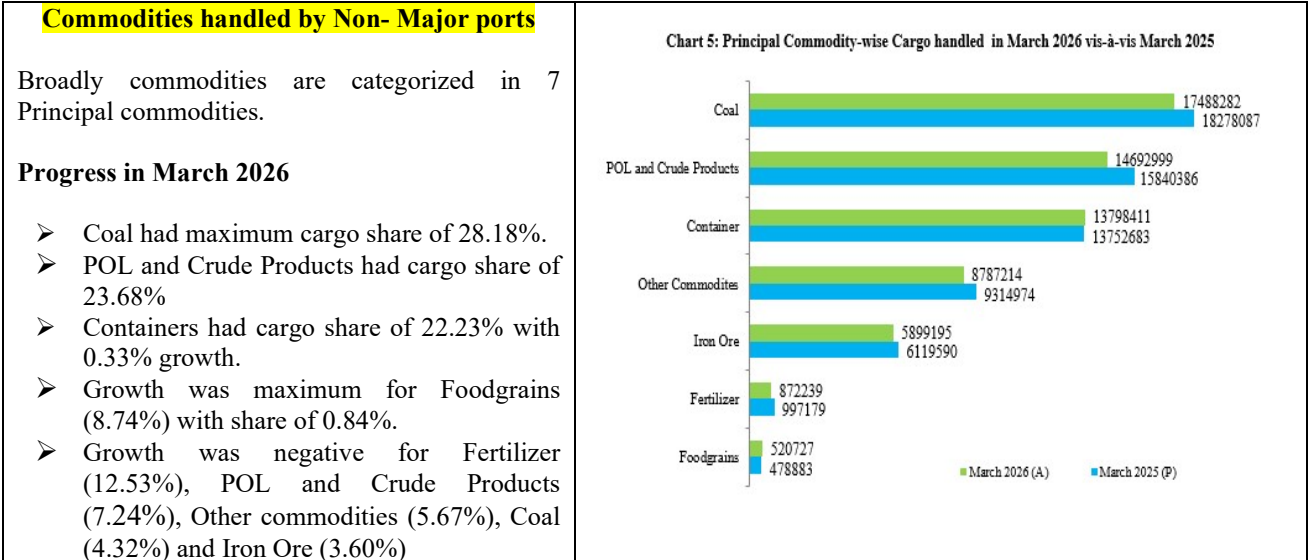 Commodities handled by Non- Major ports
Broadly commodities are categorized in 7
Principal commodities.
Progress in March 2026
➢ Coal had maximum cargo share of 28.18%.
➢ POL and Crude Products had cargo share of
23.68%
➢ Containers had cargo share of 22.23% with
0.33% growth.
➢ Growth was maximum for Foodgrains
(8.74%) with share of 0.84%.
➢ Growth was negative for Fertilizer
(12.53%), POL and Crude Products
(7.24%), Other commodities (5.67%), Coal
(4.32%) and Iron Ore (3.60%)
Chart 5: Principal Commodity-wise Cargo handled in March 2026 vis-à-vis March 2025
Coal
17488282
18278087
POL and Crude Products
14692999
15840386
Container
13798411
13752683
Other Commodites
8787214
9314974
Iron Ore
5899195
6119590
Fertilizer
872239
997179
Foodgrains
520727
478883
March 2026 (A)
March 2025 (P)